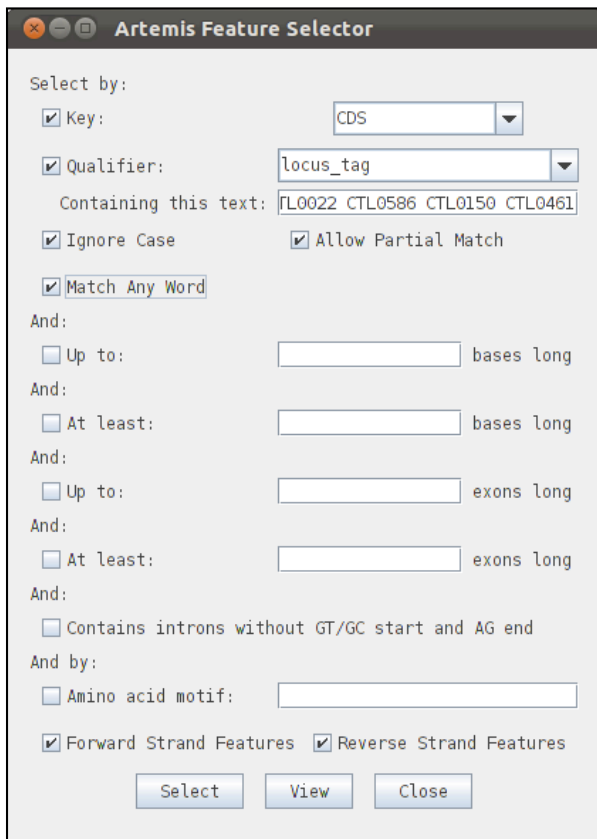 Artemis Feature Selector
Select by:
Key: CDS
Qualifier: locus_tag
Containing this text: TL0022 CTL0586 CTL0150 CTL0461
Ignore Case Allow Partial Match
Match Any Word
And:
Up to: bases long
And:
At least: bases long
And:
Up to: exons long
And:
At least: exons long
And:
Contains introns without GT/GC start and AG end
And by:
Amino acid motif:
Forward Strand Features Reverse Strand Features
Select View Close